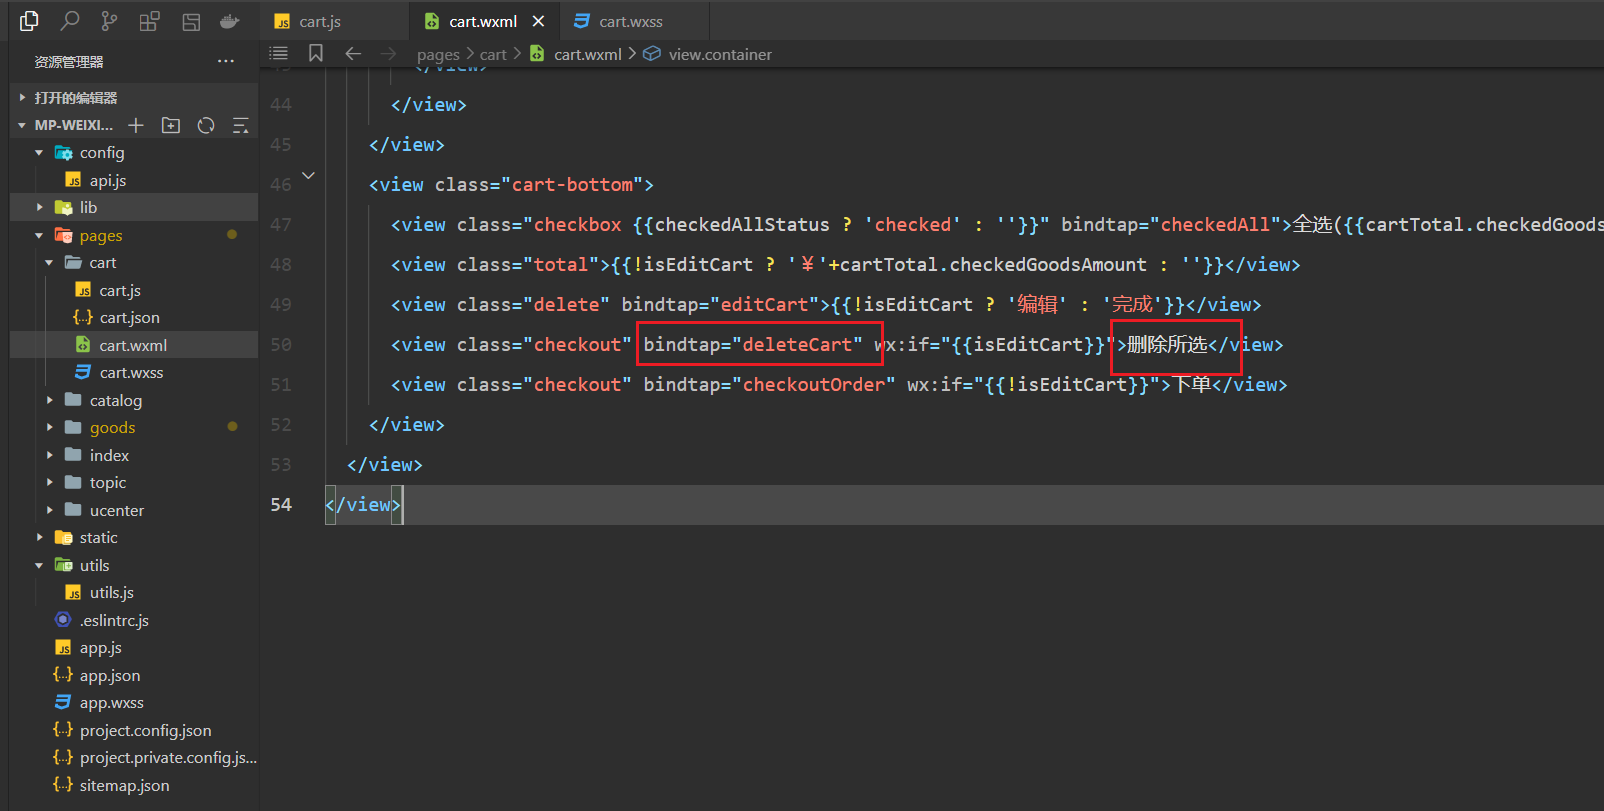 cart.js
cart.wxml
cart.wxss
资源管理器
pages > cart > cart.wxml > view.container
打开的编辑器
MP-WEIXI...
config
api.js
lib
pages
cart
cart.js
cart.json
cart.wxml
cart.wxss
catalog
goods
index
topic
ucenter
static
utils
utils.js
.eslintrc.js
app.js
app.json
app.wxss
project.config.json
project.private.config.js...
sitemap.json
44 </view>
45 </view>
46 <view class="cart-bottom">
47 <view class="checkbox {{checkedAllStatus ? 'checked' : ''}}" bindtap="checkedAll">全选({{cartTotal.checkedGoods
48 <view class="total">{{!isEditCart ? '¥'+cartTotal.checkedGoodsAmount : ''}}</view>
49 <view class="delete" bindtap="editCart">{{!isEditCart ? '编辑' : '完成'}}</view>
50 <view class="checkout" bindtap="deleteCart" wx:if="{{isEditCart}}">删除所选</view>
51 <view class="checkout" bindtap="checkoutOrder" wx:if="{{!isEditCart}}">下单</view>
52 </view>
53 </view>
54 </view>